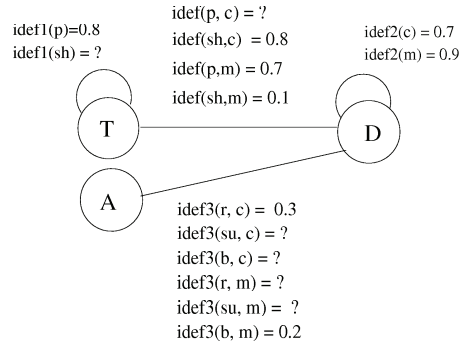 idef(p, c) = ?
idef(sh,c) = 0.8
idef(p,m) = 0.7
idef(sh,m) = 0.1
idef1(p)=0.8
idef1(sh) = ?
idef2(c) = 0.7
idef2(m) = 0.9
T
D
A
idef3(r, c) = 0.3
idef3(su, c) = ?
idef3(b, c) = ?
idef3(r, m) = ?
idef3(su, m) = ?
idef3(b, m) = 0.2